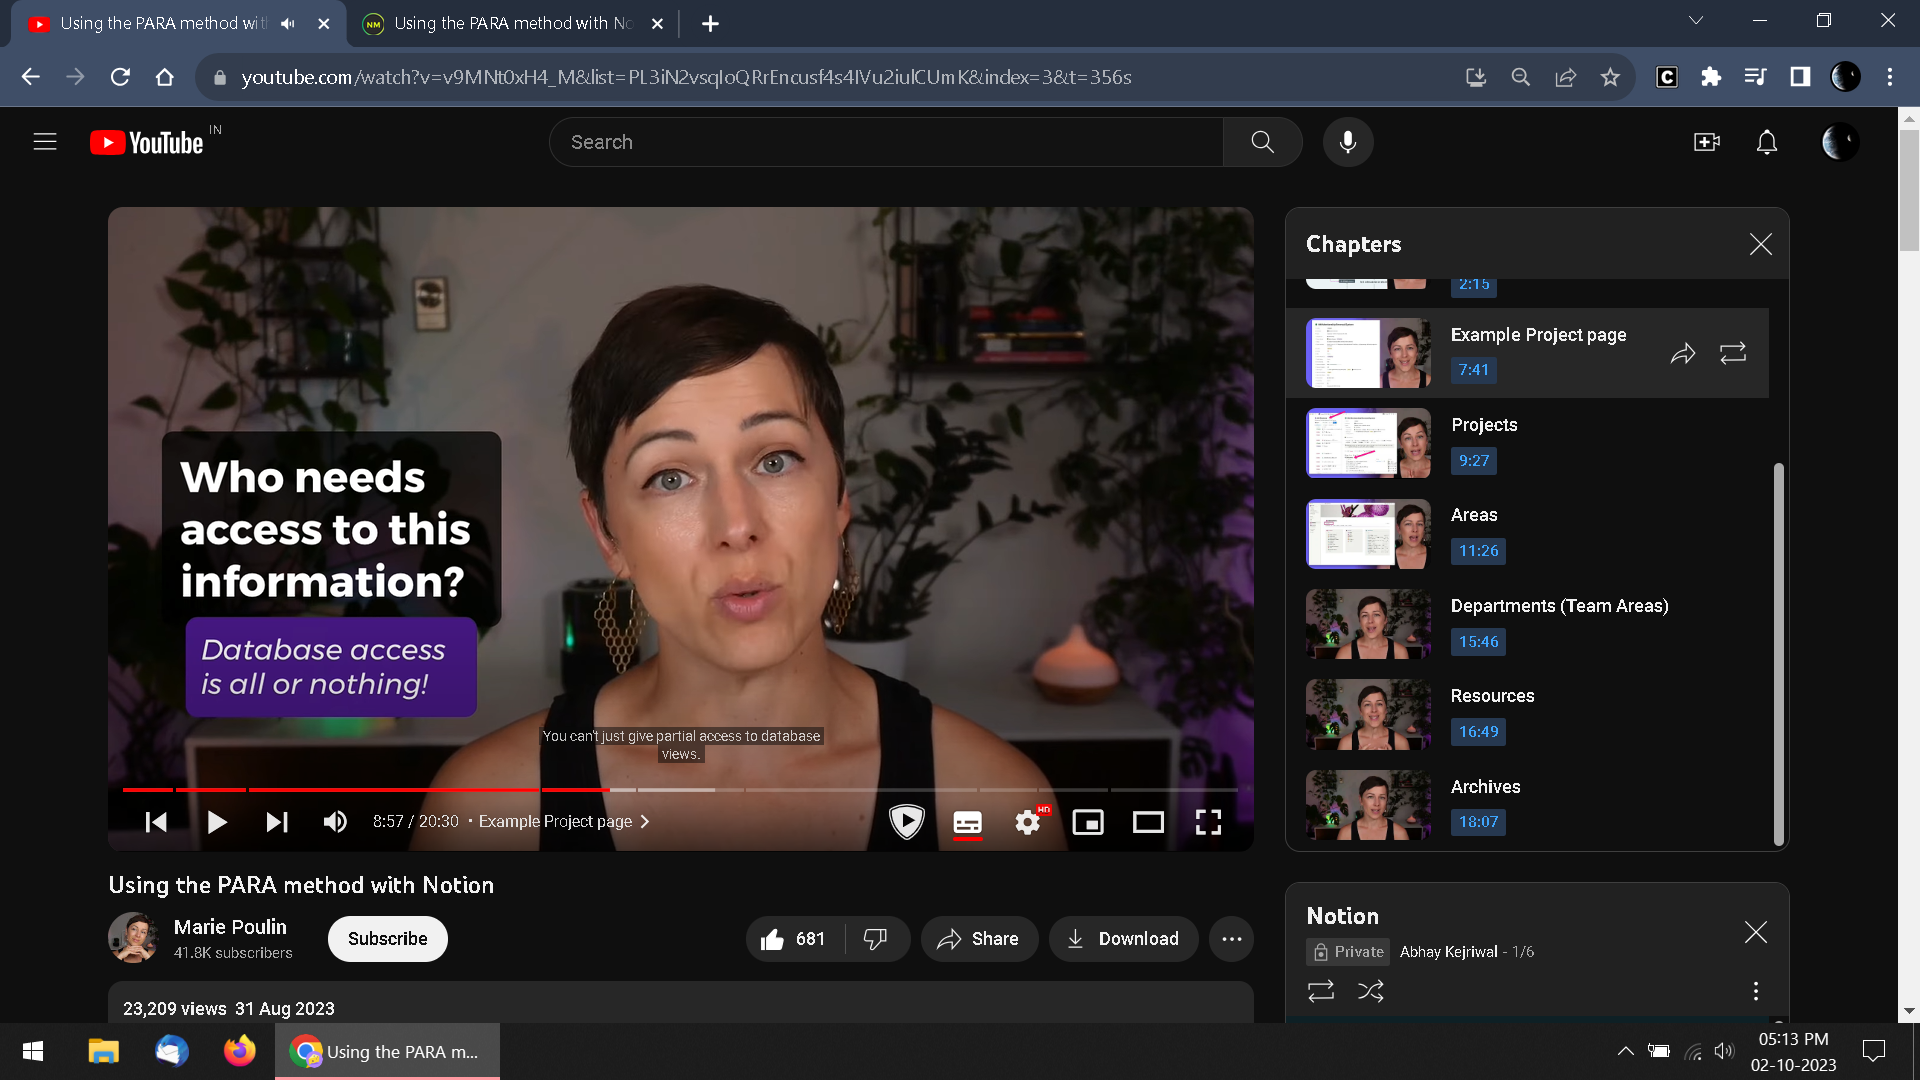 Using the PARA method with
Using the PARA method with No
youtube.com/watch?v=v9MNt0xH4_M&list=PL3iN2vsqIoQRrEncusf4s4lVu2iulCUmK&index=3&t=356s
YouTube IN
Search
Who needs
access to this
information?
Database access
is all or nothing!
You can't just give partial access to database
views.
8:57 / 20:30 • Example Project page
HD
Chapters
2:15
Example Project page
7:41
Projects
9:27
Areas
11:26
Departments (Team Areas)
15:46
Resources
16:49
Archives
18:07
Using the PARA method with Notion
Marie Poulin
41.8K subscribers
Subscribe
681
Share
Download
23,209 views 31 Aug 2023
Notion
Private Abhay Kejriwal - 1/6
Using the PARA m...
05:13 PM
02-10-2023